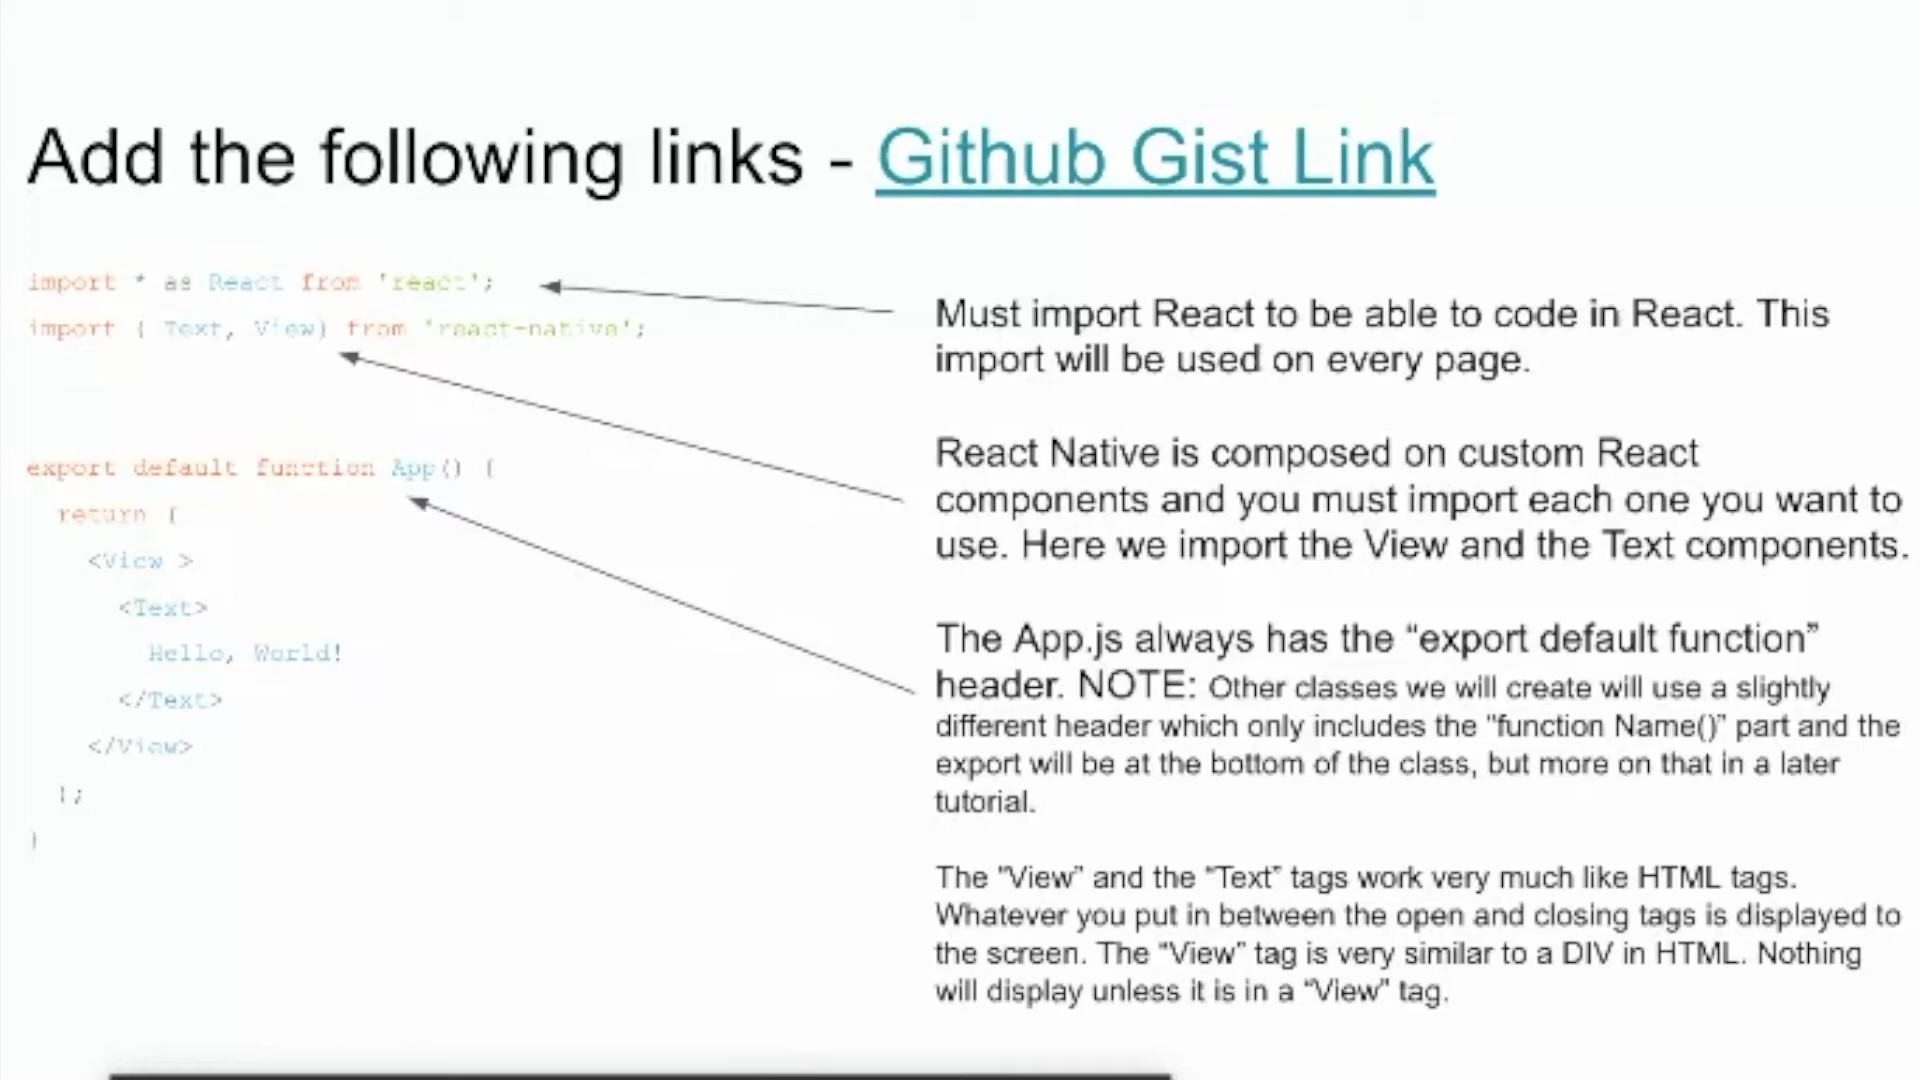 Add the following links - Github Gist Link
import * as React from 'react';
import { Text, View} from 'react-native';
export default function App() {
return (
<View >
<Text>
Hello, World!
</Text>
</View>
);
}
Must import React to be able to code in React. This
import will be used on every page.
React Native is composed on custom React
components and you must import each one you want to
use. Here we import the View and the Text components.
The App.js always has the “export default function”
header. NOTE: Other classes we will create will use a slightly
different header which only includes the “function Name()” part and the
export will be at the bottom of the class, but more on that in a later
tutorial.
The “View” and the “Text” tags work very much like HTML tags.
Whatever you put in between the open and closing tags is displayed to
the screen. The “View” tag is very similar to a DIV in HTML. Nothing
will display unless it is in a “View” tag.